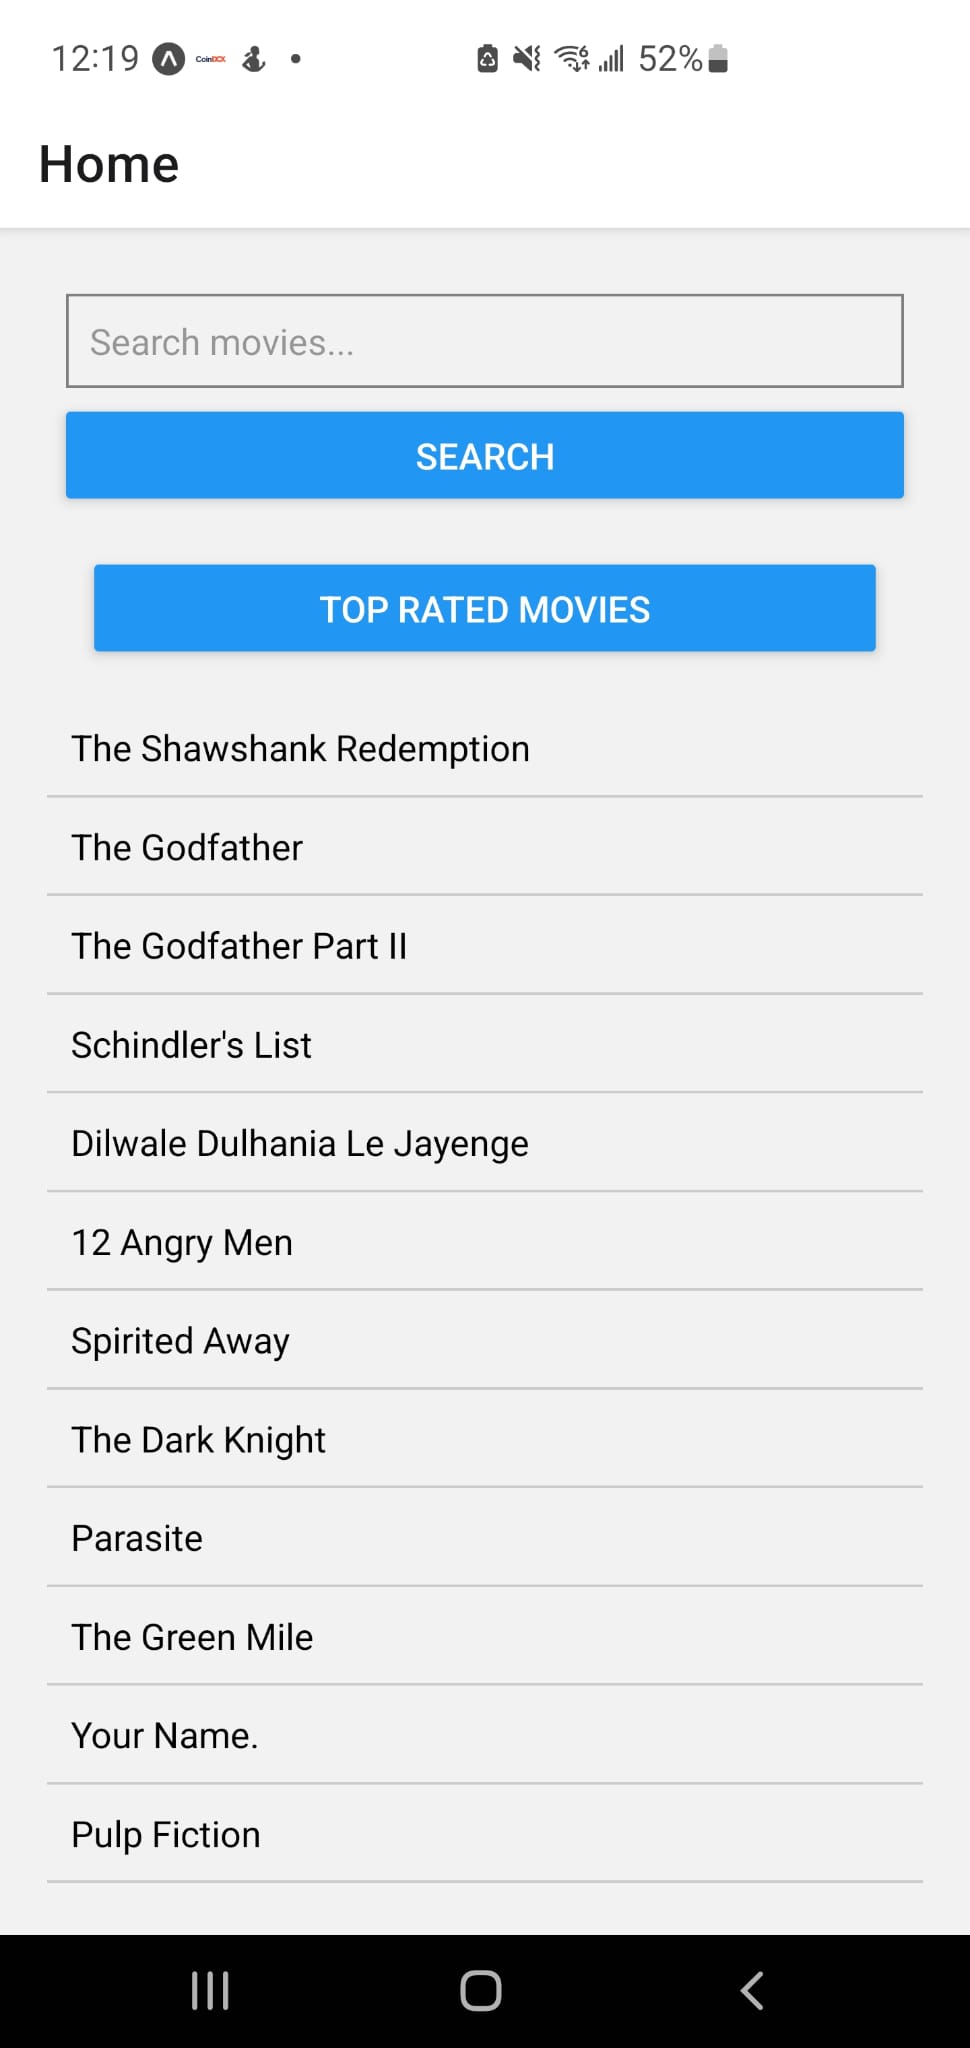 12:19 CoinDCX 52%
Home
Search movies...
SEARCH
TOP RATED MOVIES
The Shawshank Redemption
The Godfather
The Godfather Part II
Schindler's List
Dilwale Dulhania Le Jayenge
12 Angry Men
Spirited Away
The Dark Knight
Parasite
The Green Mile
Your Name.
Pulp Fiction